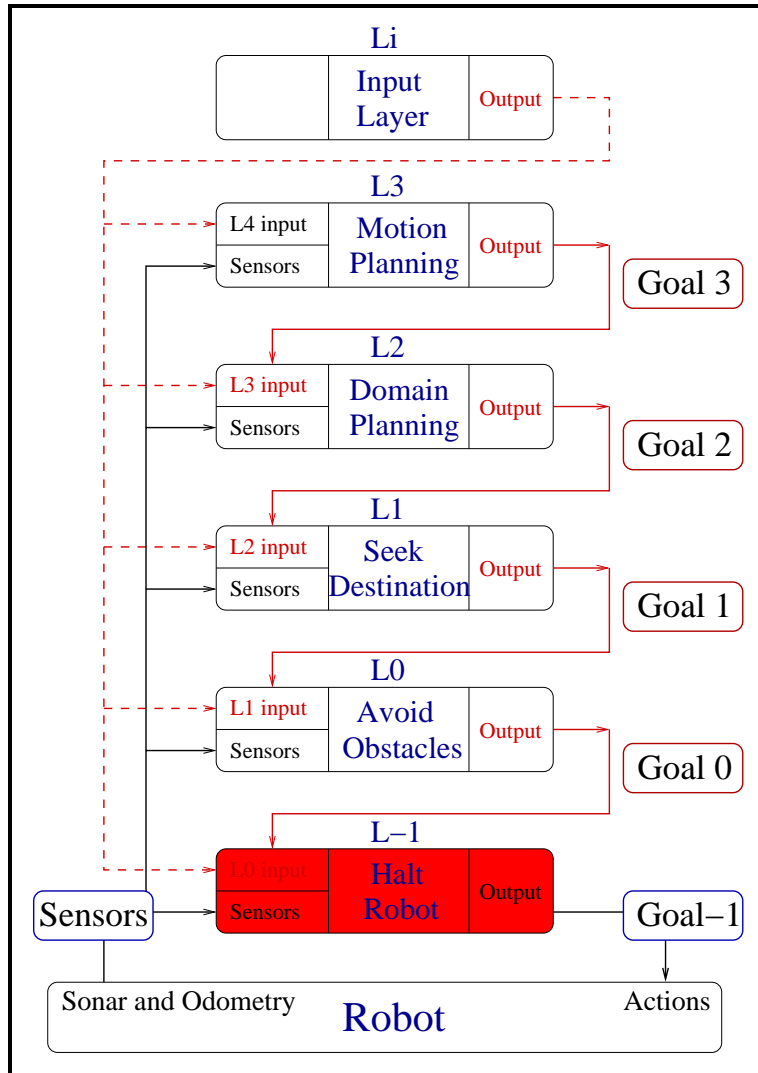 Li
Input
Layer
Output
L3
L4 input
Sensors
Motion
Planning
Output
Goal 3
L2
L3 input
Sensors
Domain
Planning
Output
Goal 2
L1
L2 input
Sensors
Seek
Destination
Output
Goal 1
L0
L1 input
Sensors
Avoid
Obstacles
Output
Goal 0
L−1
L0 input
Sensors
Halt
Robot
Output
Sensors
Goal−1
Sonar and Odometry
Robot
Actions